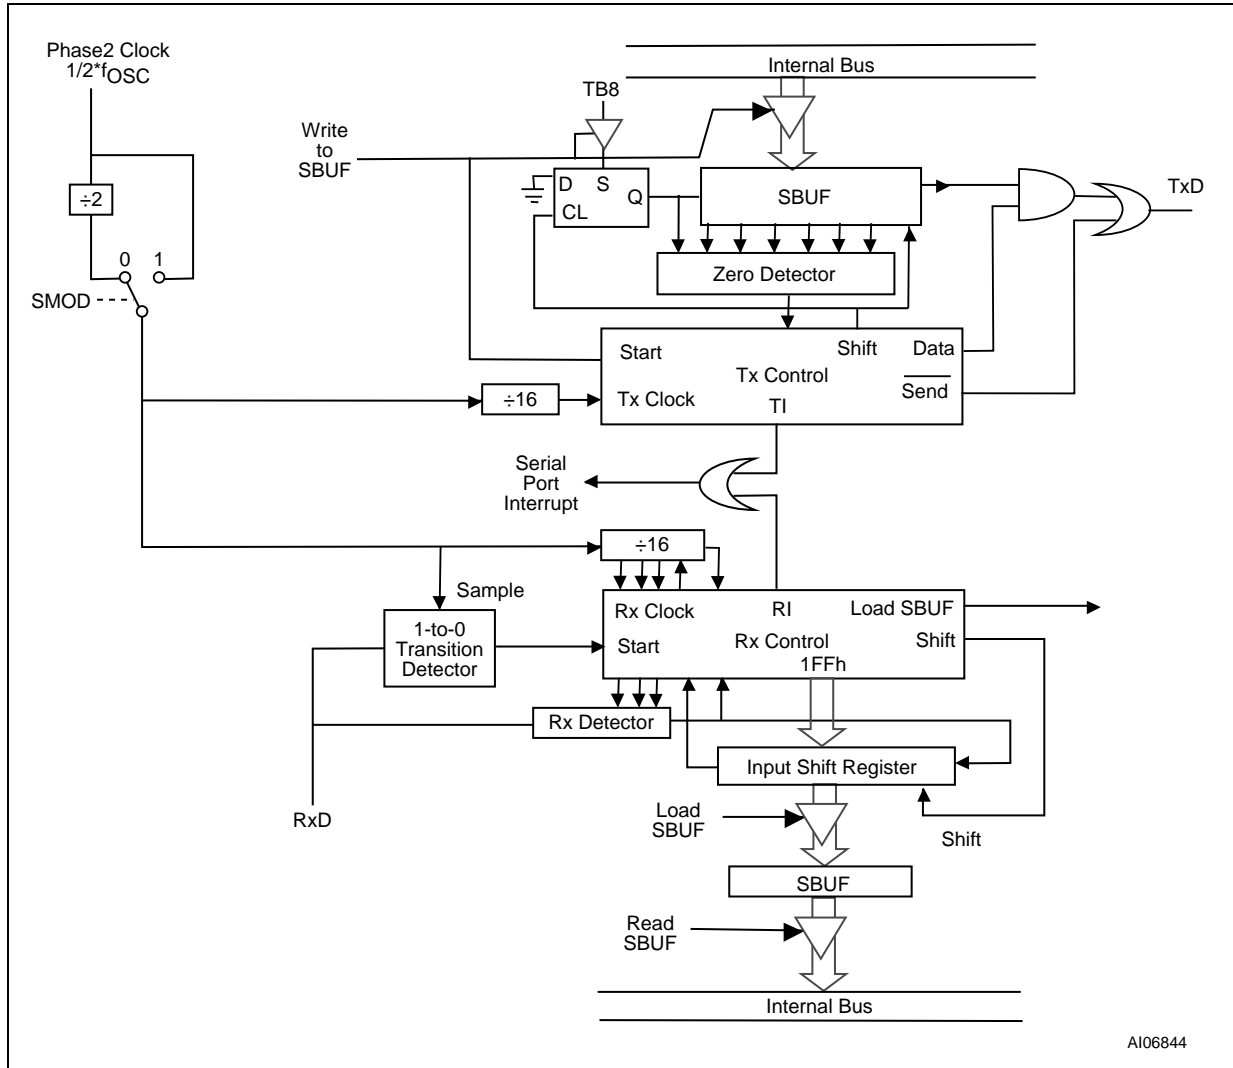 Phase2 Clock
1/2*fOSC
Internal Bus
TB8
Write
to
SBUF
D S
Q
CL
SBUF
TxD
÷2
0 1
SMOD
Zero Detector
Start
Shift
Data
Tx Control
Send
Tx Clock
TI
÷16
Serial
Port
Interrupt
÷16
Sample
1-to-0
Transition
Detector
Rx Clock
RI
Load SBUF
Start
Rx Control
Shift
1FFh
Rx Detector
Input Shift Register
RxD
Load
SBUF
Shift
SBUF
Read
SBUF
Internal Bus
AI06844